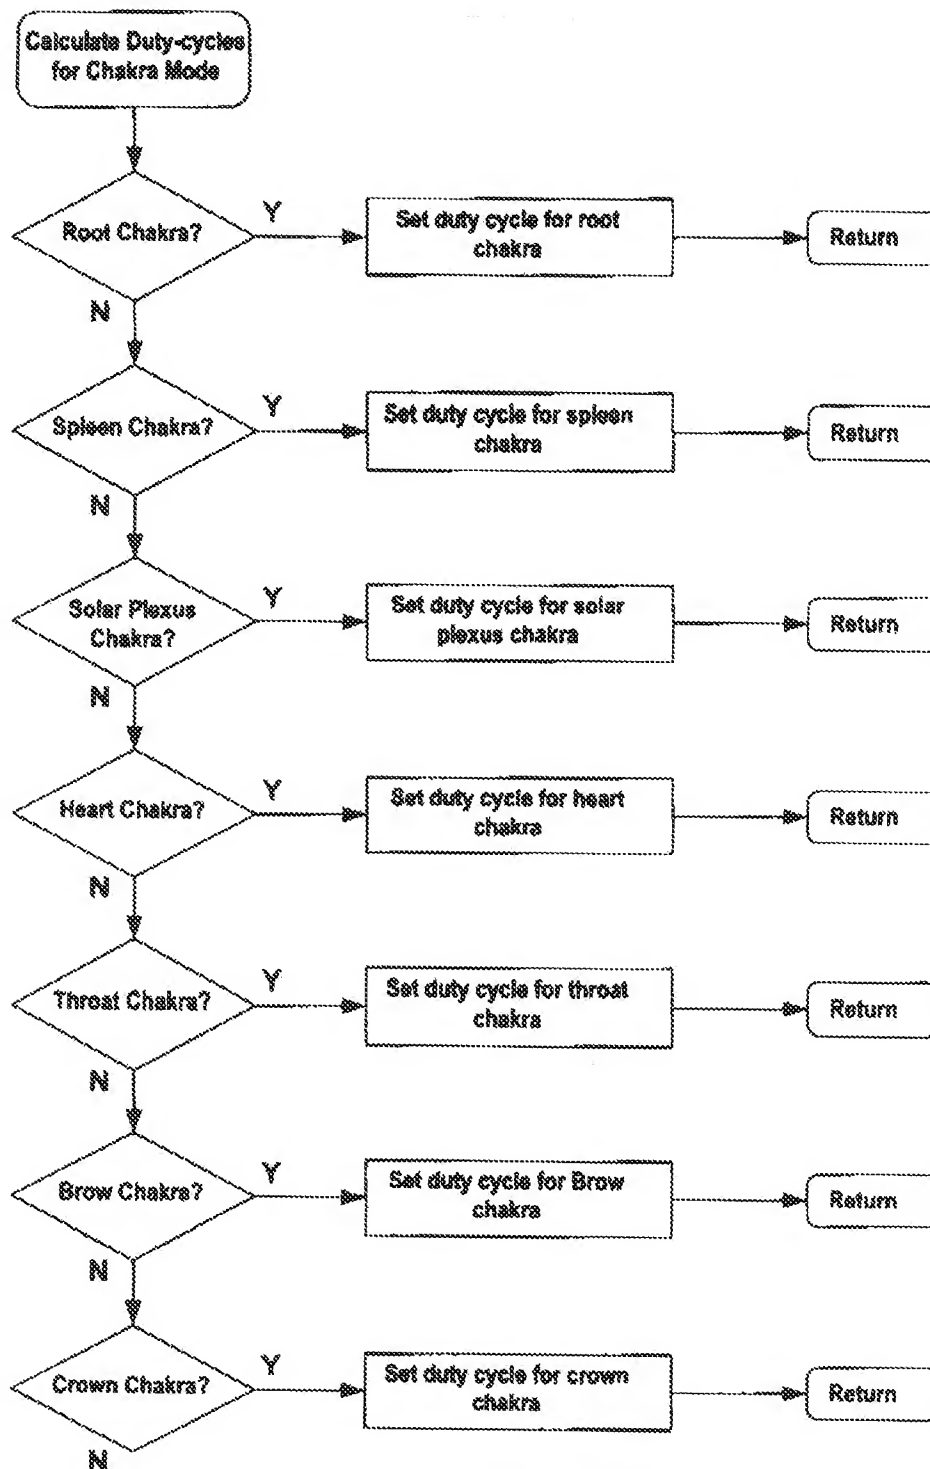 Calculate Duty-cycles
for Chakra Mode
Root Chakra?
Y
Set duty cycle for root
chakra
Return
N
Spleen Chakra?
Y
Set duty cycle for spleen
chakra
Return
N
Solar Plexus
Chakra?
Y
Set duty cycle for solar
plexus chakra
Return
N
Heart Chakra?
Y
Set duty cycle for heart
chakra
Return
N
Throat Chakra?
Y
Set duty cycle for throat
chakra
Return
N
Brow Chakra?
Y
Set duty cycle for Brow
chakra
Return
N
Crown Chakra?
Y
Set duty cycle for crown
chakra
Return
N